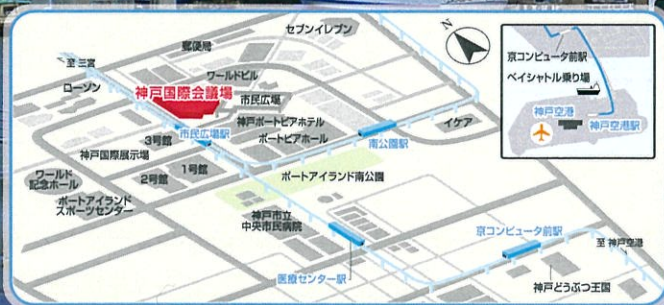 セブンイレブン
郵便局
N
至 三宮
ワールドビル
ローソン
神戸国際会議場
市民広場
市民広場駅
神戸ポートピアホテル
イケア
3号館
ポートピアホール
南公園駅
神戸国際展示場
1号館
2号館
ワールド
記念ホール
ポートアイランド南公園
ポートアイランド
スポーツセンター
神戸市立
中央市民病院
京コンピュータ前駅
至 神戸空港
医療センター駅
神戸どうぶつ王国
京コンピュータ前駅
ベイシャトル乗り場
神戸空港
神戸空港駅